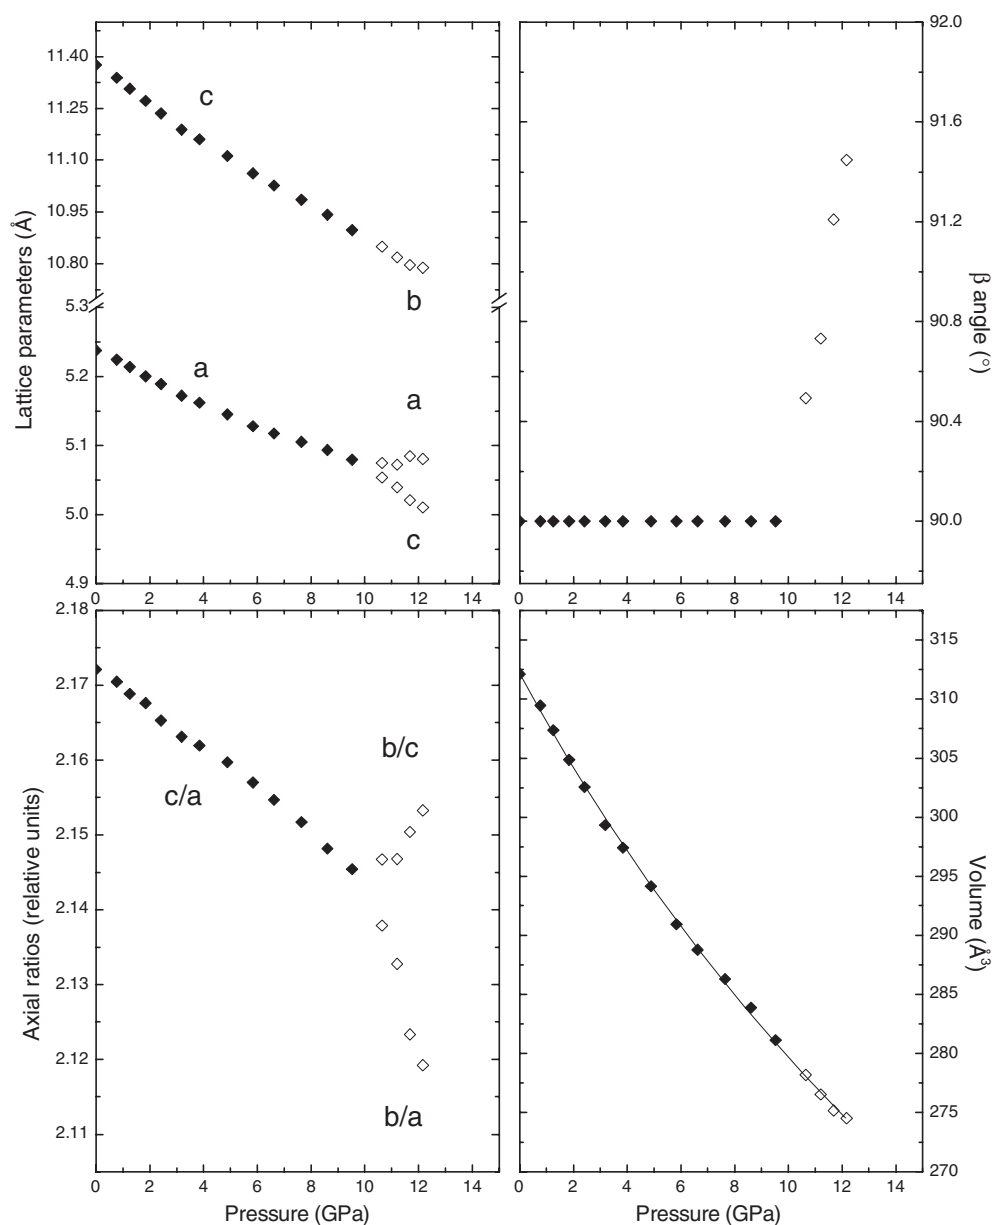 11.40
11.25
11.10
10.95
10.80
5.3
5.2
5.1
5.0
4.9
Lattice parameters (Å)
c
b
a
a
c
0 2 4 6 8 10 12 14
92.0
91.6
91.2
90.8
90.4
90.0
β angle (°)
0 2 4 6 8 10 12 14
2.18
2.17
2.16
2.15
2.14
2.13
2.12
2.11
Axial ratios (relative units)
b/c
c/a
b/a
0 2 4 6 8 10 12 14
Pressure (GPa)
315
310
305
300
295
290
285
280
275
270
Volume (Å³)
0 2 4 6 8 10 12 14
Pressure (GPa)